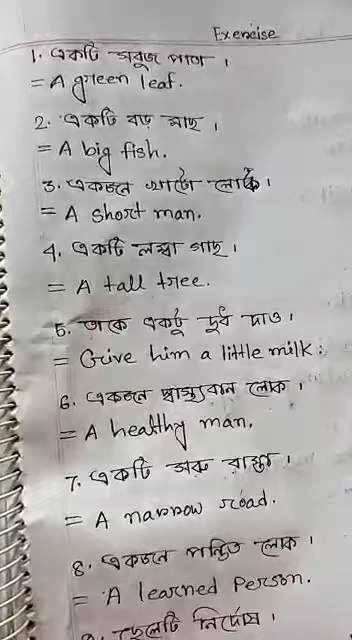 Exercise
1. একটি সবুজ পাতা ।
= A green leaf.
2. একটি বড় মাছ ।
= A big fish.
3. একজন খাটো লোক ।
= A short man.
4. একটি লম্বা গাছ ।
= A tall tree.
5. তাকে একটু দুধ দাও ।
= Give him a little milk.
6. একজন স্বাস্থ্যবান লোক ।
= A healthy man.
7. একটি সরু রাস্তা ।
= A narrow road.
8. একজন পন্ডিত লোক ।
= A learned Person.
9. ছেলেটি নির্দোষ ।